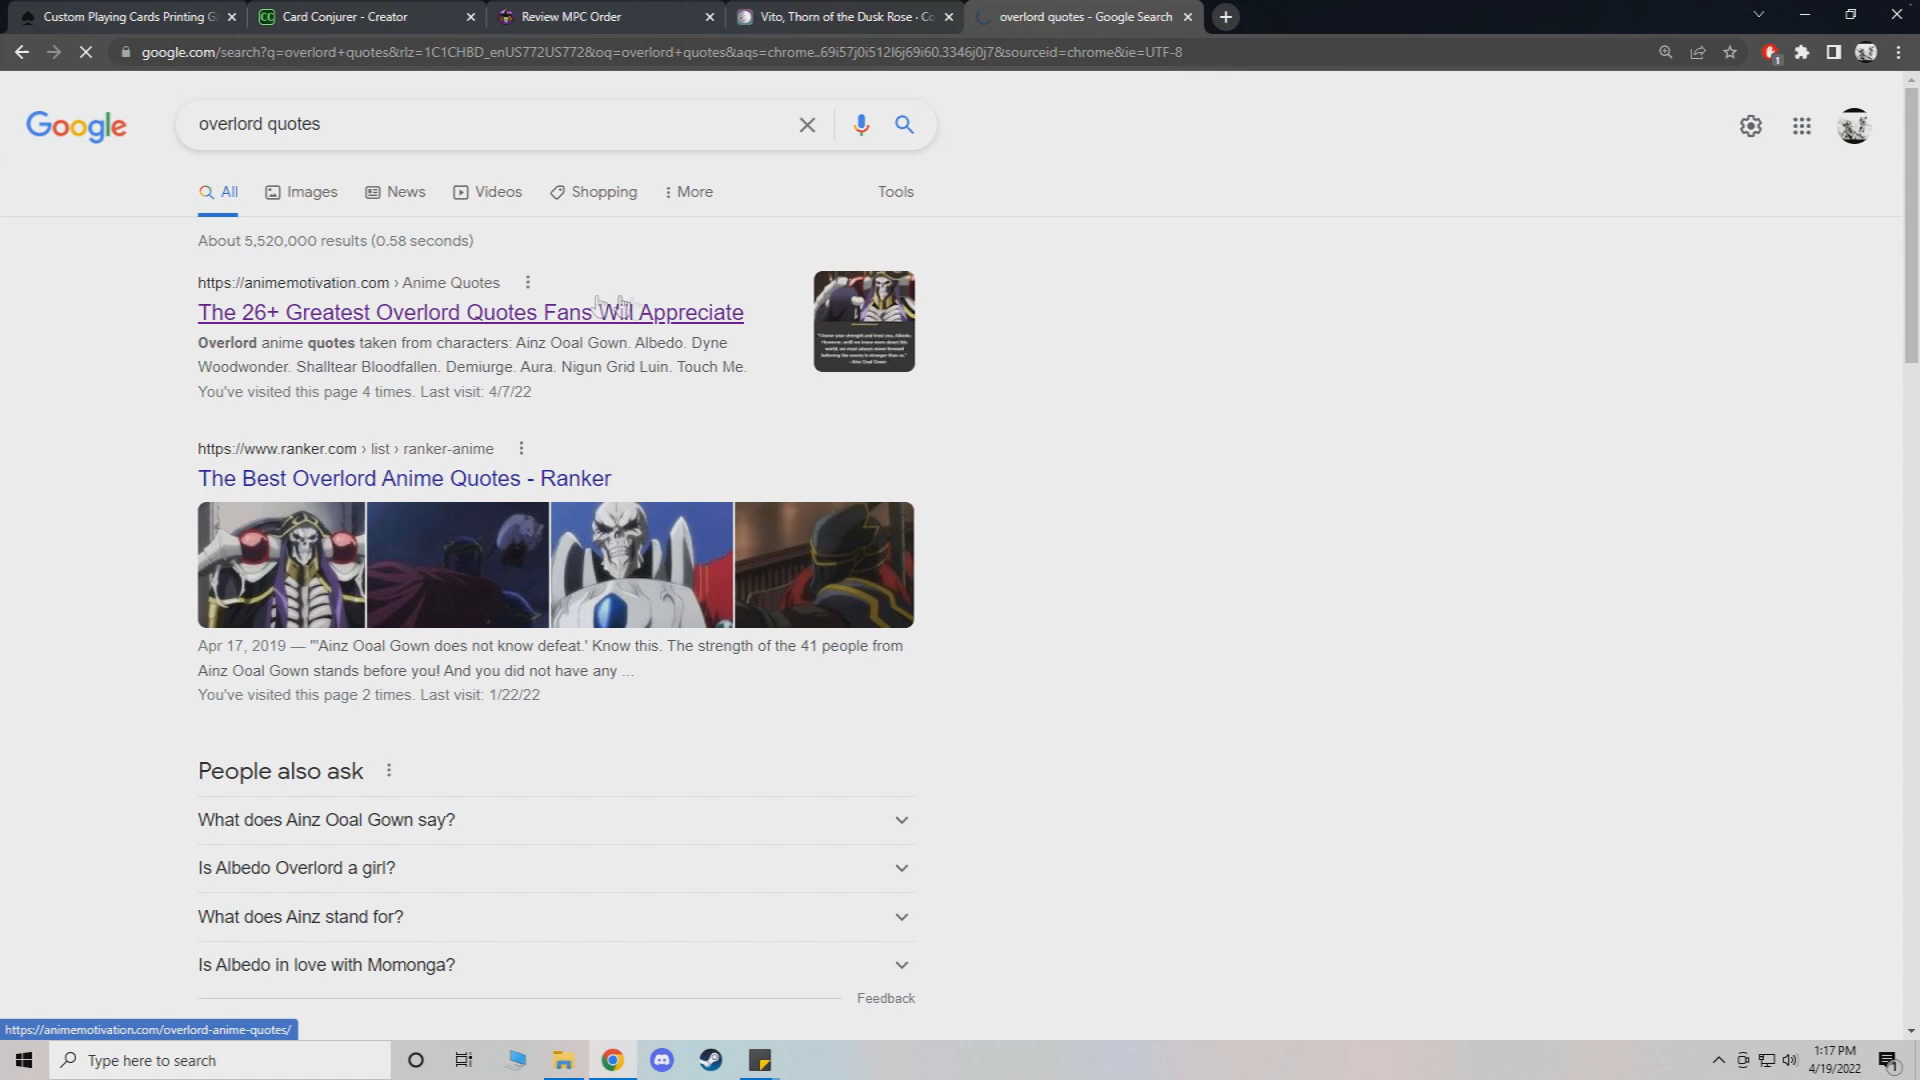 Custom Playing Cards Printing G
Card Conjurer - Creator
Review MPC Order
Vito, Thorn of the Dusk Rose - Co
overlord quotes - Google Search
google.com/search?q=overlord+quotes&rlz=1C1CHBD_enUS772US772&oq=overlord+quotes&aqs=chrome..69i57j0i512l6j69i60.3346j0j7&sourceid=chrome&ie=UTF-8
1
Google
overlord quotes
All
Images
News
Videos
Shopping
More
Tools
About 5,520,000 results (0.58 seconds)
https://animemotivation.com › Anime Quotes
The 26+ Greatest Overlord Quotes Fans Will Appreciate
Overlord anime quotes taken from characters: Ainz Ooal Gown. Albedo. Dyne
Woodwonder. Shalltear Bloodfallen. Demiurge. Aura. Nigun Grid Luin. Touch Me.
You've visited this page 4 times. Last visit: 4/7/22
https://www.ranker.com › list › ranker-anime
The Best Overlord Anime Quotes - Ranker
Apr 17, 2019 — "'Ainz Ooal Gown does not know defeat.' Know this. The strength of the 41 people from
Ainz Ooal Gown stands before you! And you did not have any ...
You've visited this page 2 times. Last visit: 1/22/22
People also ask
What does Ainz Ooal Gown say?
Is Albedo Overlord a girl?
What does Ainz stand for?
Is Albedo in love with Momonga?
Feedback
https://animemotivation.com/overlord-anime-quotes/
Type here to search
1:17 PM
4/19/2022
1